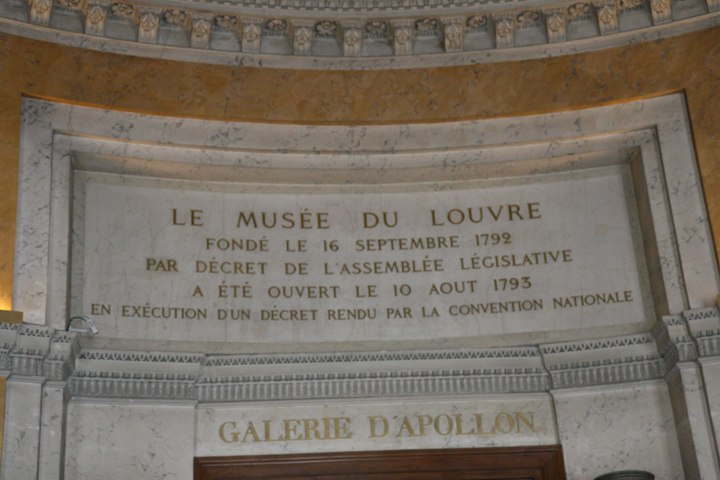 LE MUSÉE DU LOUVRE
FONDÉ LE 16 SEPTEMBRE 1792
PAR DÉCRET DE L'ASSEMBLÉE LÉGISLATIVE
A ÉTÉ OUVERT LE 10 AOUT 1793
EN EXÉCUTION D'UN DÉCRET RENDU PAR LA CONVENTION NATIONALE
GALERIE D'APOLLON